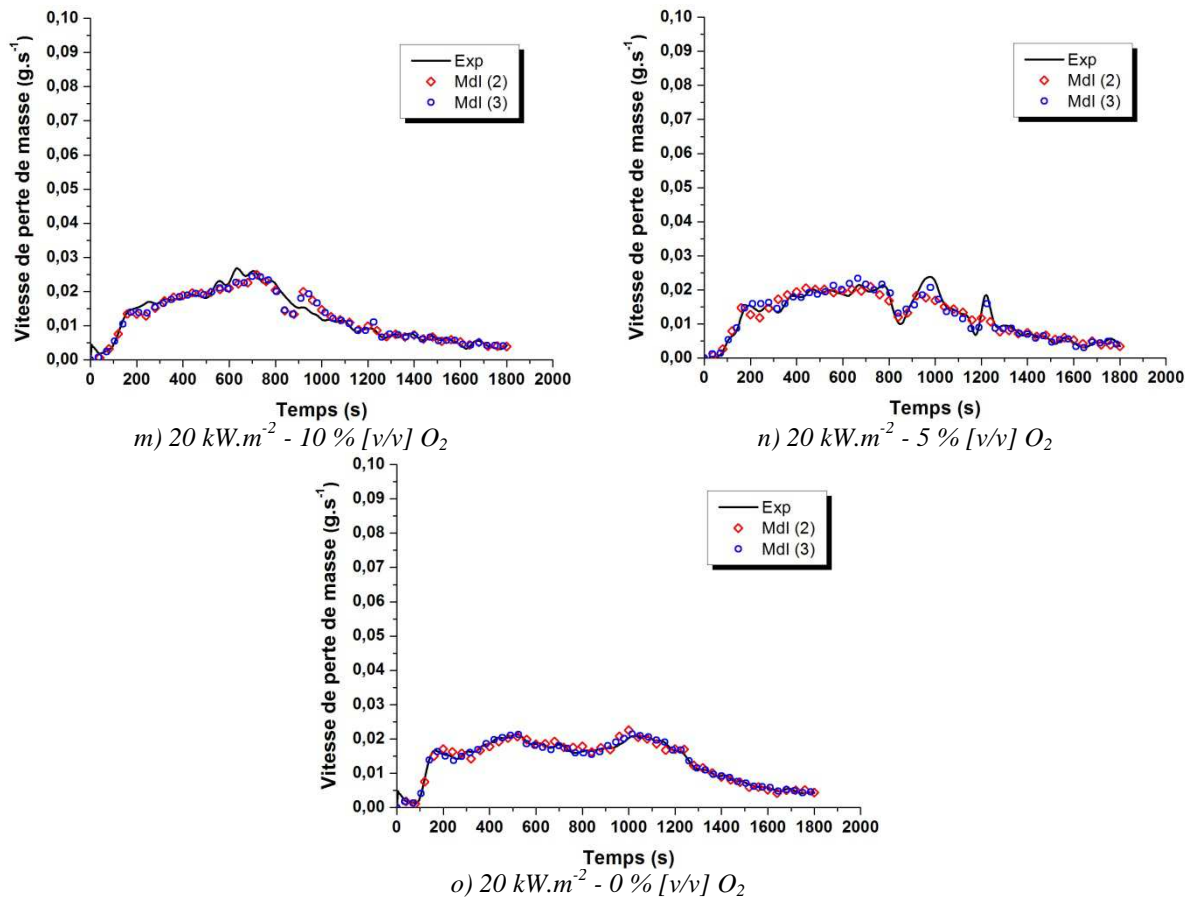 0,10
0,09
0,08
0,07
0,06
0,05
0,04
0,03
0,02
0,01
0,00
Vitesse de perte de masse (g.s⁻¹)
Exp
Mdl (2)
Mdl (3)
0 200 400 600 800 1000 1200 1400 1600 1800 2000
Temps (s)
m) 20 kW.m⁻² - 10 % [v/v] O₂
0,10
0,09
0,08
0,07
0,06
0,05
0,04
0,03
0,02
0,01
0,00
Vitesse de perte de masse (g.s⁻¹)
Exp
Mdl (2)
Mdl (3)
0 200 400 600 800 1000 1200 1400 1600 1800 2000
Temps (s)
n) 20 kW.m⁻² - 5 % [v/v] O₂
0,10
0,09
0,08
0,07
0,06
0,05
0,04
0,03
0,02
0,01
0,00
Vitesse de perte de masse (g.s⁻¹)
Exp
Mdl (2)
Mdl (3)
0 200 400 600 800 1000 1200 1400 1600 1800 2000
Temps (s)
o) 20 kW.m⁻² - 0 % [v/v] O₂